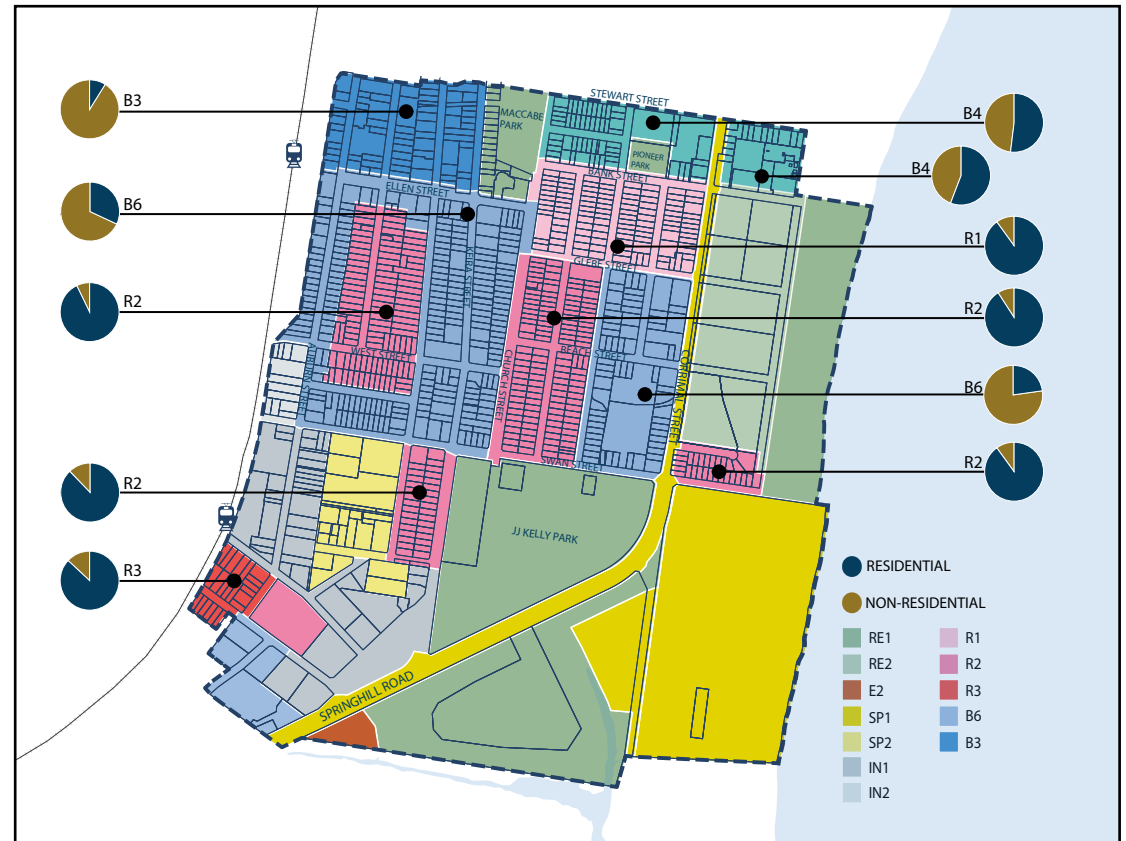 B3
B6
R2
R2
R3
STEWART STREET
MACCABE
PARK
PIONEER
PARK
BANK STREET
ELLEN STREET
KEIRA STREET
GLEBE STREET
WEST STREET
AUBURN STREET
CHURCH STREET
BEACH STREET
CORRIMAL STREET
SWAN STREET
JJ KELLY PARK
SPRINGHILL ROAD
B4
B4
R1
R2
B6
R2
RESIDENTIAL
NON-RESIDENTIAL
RE1
RE2
E2
SP1
SP2
IN1
IN2
R1
R2
R3
B6
B3